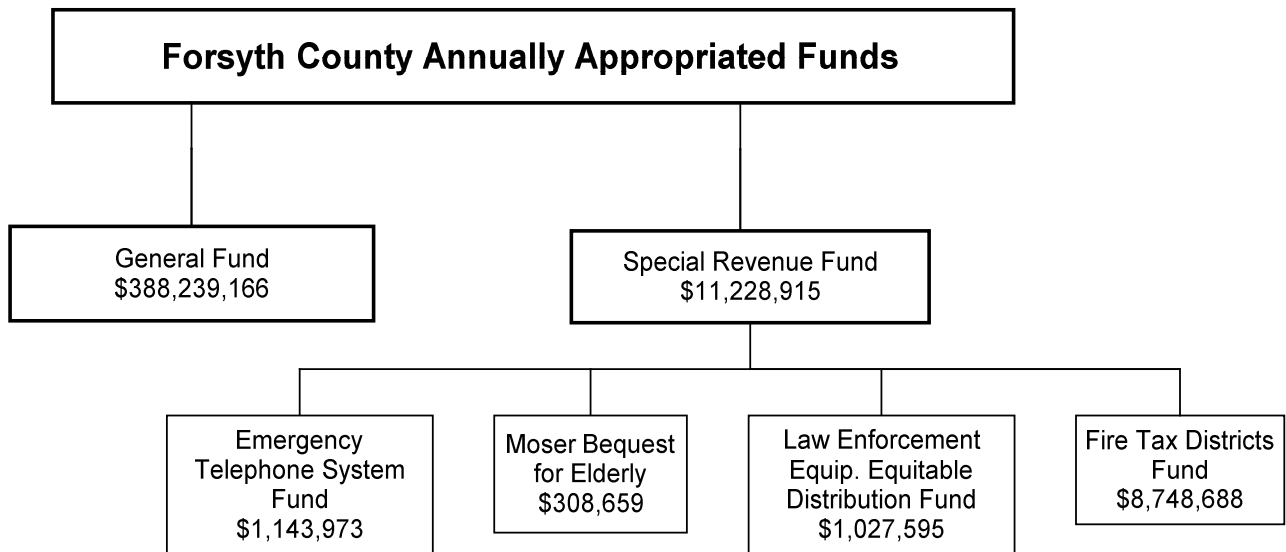 Forsyth County Annually Appropriated Funds
General Fund
$388,239,166
Special Revenue Fund
$11,228,915
Emergency
Telephone System
Fund
$1,143,973
Moser Bequest
for Elderly
$308,659
Law Enforcement
Equip. Equitable
Distribution Fund
$1,027,595
Fire Tax Districts
Fund
$8,748,688